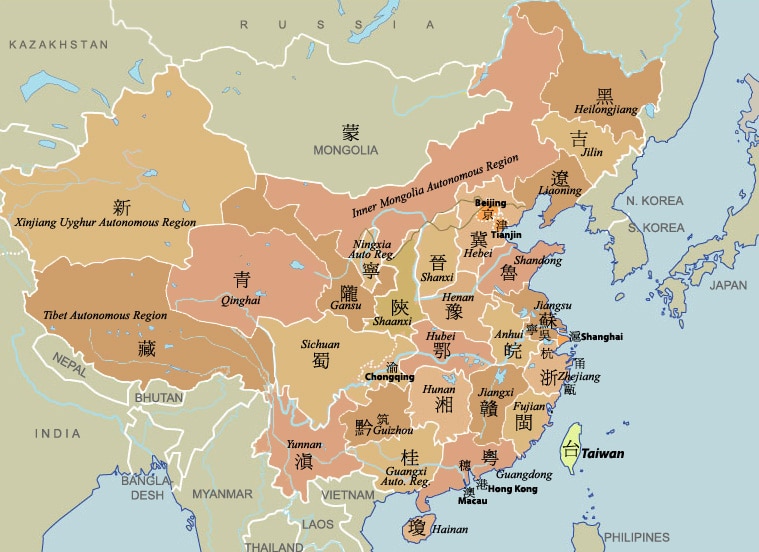 R U S S I A
KAZAKHSTAN
黑
Heilongjiang
吉
Jilin
蒙
MONGOLIA
遼
Liaoning
Inner Mongolia Autonomous Region
新
Xinjiang Uyghur Autonomous Region
Beijing
京
津
Tianjin
N. KOREA
S. KOREA
JAPAN
Ningxia
Auto Reg.
寧
晉
Shanxi
冀
Hebei
Shandong
魯
青
Qinghai
隴
Gansu
陝
Shaanxi
Henan
豫
Tibet Autonomous Region
藏
Jiangsu
蘇
寧
吳
滬
Shanghai
Anhui
皖
杭
浙
Zhejiang
甬
甌
Sichuan
蜀
Hubei
鄂
渝
Chongqing
NEPAL
BHUTAN
INDIA
BANGLA-
DESH
MYANMAR
Hunan
湘
Jiangxi
贛
Fujian
閩
筑
黔
Guizhou
Yunnan
滇
桂
Guangxi
Auto. Reg.
穗
粵
Guangdong
港
Hong Kong
澳
Macau
台
Taiwan
VIETNAM
LAOS
THAILAND
瓊
Hainan
PHILIPPINES